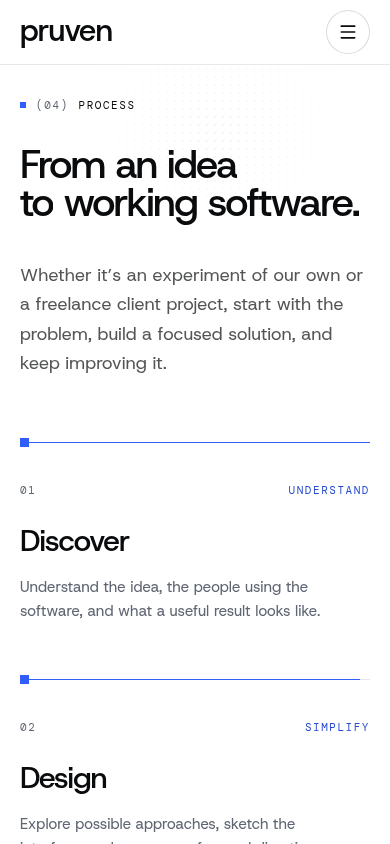 pruven
(04) PROCESS
From an idea
to working software.
Whether it's an experiment of our own or
a freelance client project, start with the
problem, build a focused solution, and
keep improving it.
01 UNDERSTAND
Discover
Understand the idea, the people using the
software, and what a useful result looks like.
02 SIMPLIFY
Design
Explore possible approaches, sketch the